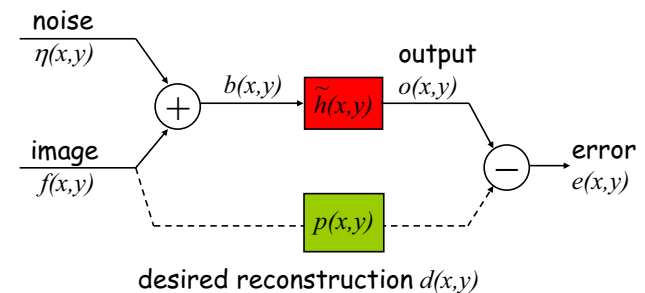 noise
η(x,y)
image
f(x,y)
+
b(x,y)
h̃(x,y)
output
o(x,y)
p(x,y)
−
error
e(x,y)
desired reconstruction d(x,y)